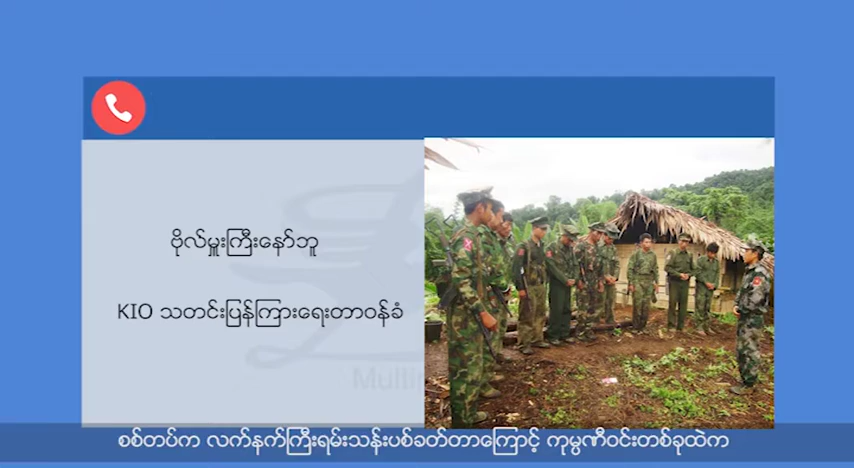 ဗိုလ်မှူးကြီးနော်ဘူ
KIO သတင်းပြန်ကြားရေးတာဝန်ခံ
စစ်တပ်က လက်နက်ကြီးရမ်းသန်းပစ်ခတ်တာကြောင့် ကုမ္ပဏီဝင်းတစ်ခုထဲက